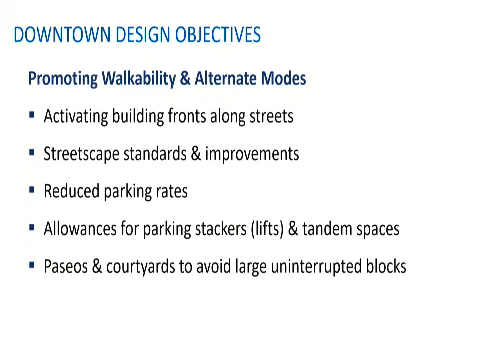 DOWNTOWN DESIGN OBJECTIVES
Promoting Walkability & Alternate Modes
▪ Activating building fronts along streets
▪ Streetscape standards & improvements
▪ Reduced parking rates
▪ Allowances for parking stackers (lifts) & tandem spaces
▪ Paseos & courtyards to avoid large uninterrupted blocks